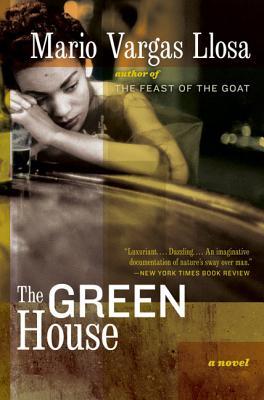 Mario Vargas Llosa
author of
THE FEAST OF THE GOAT
"Luxuriant. . . . Dazzling. . . . An imaginative
documentation of nature's sway over man."
—NEW YORK TIMES BOOK REVIEW
The GREEN
House
a novel